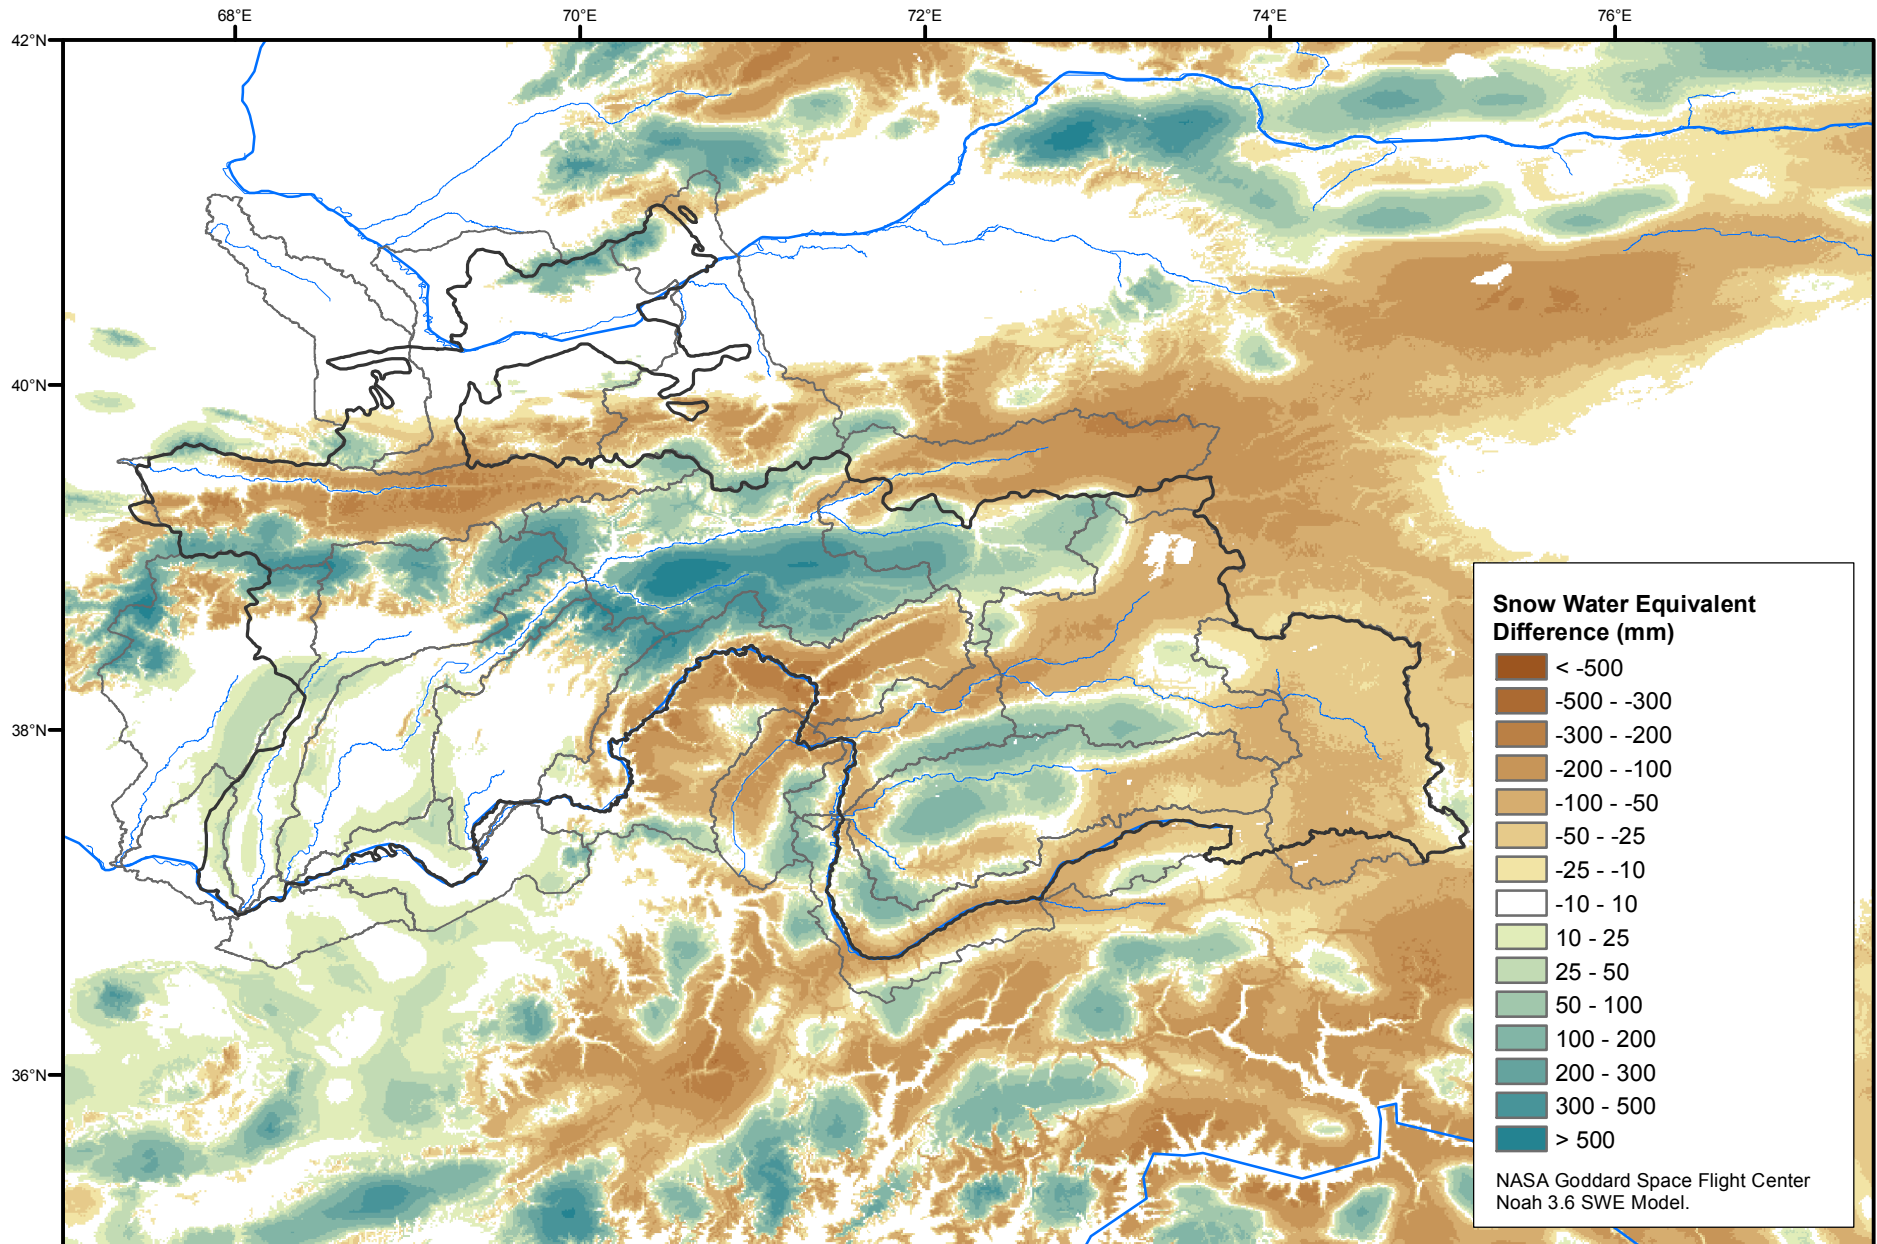 68°E 70°E 72°E 74°E 76°E
42°N
40°N
38°N
36°N
Snow Water Equivalent
Difference (mm)
< -500
-500 - -300
-300 - -200
-200 - -100
-100 - -50
-50 - -25
-25 - -10
-10 - 10
10 - 25
25 - 50
50 - 100
100 - 200
200 - 300
300 - 500
> 500
NASA Goddard Space Flight Center
Noah 3.6 SWE Model.